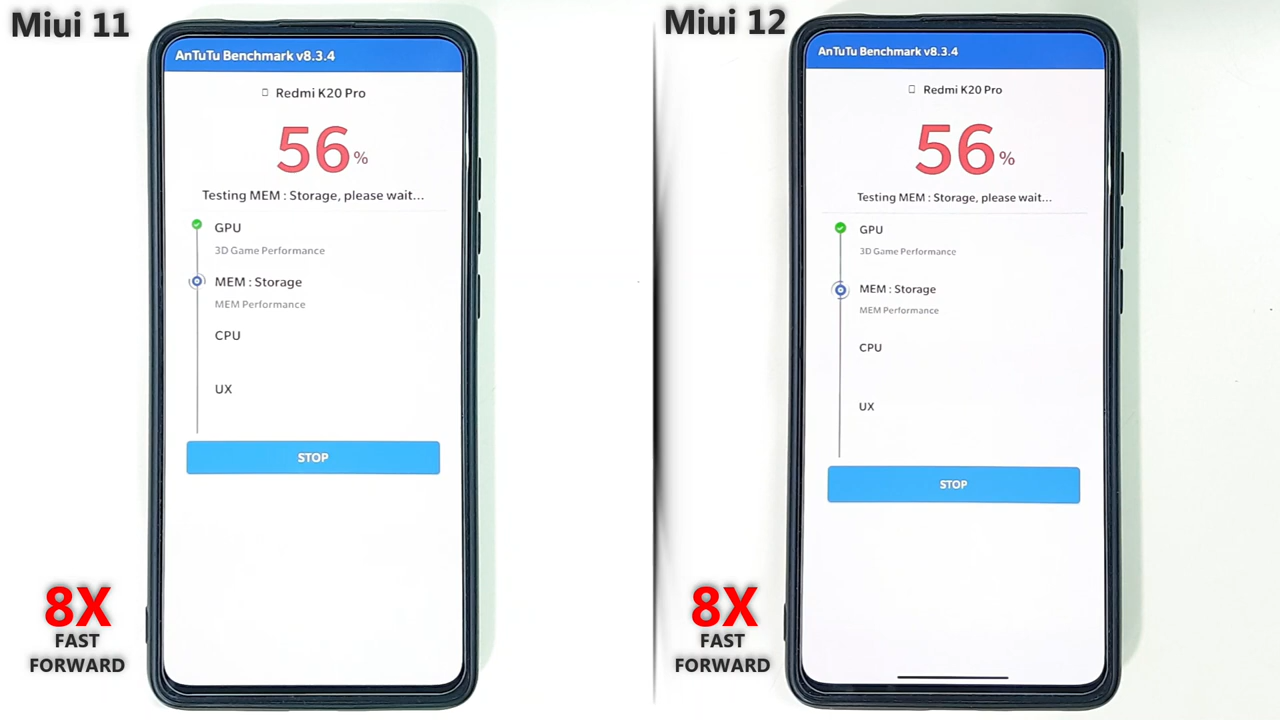 Miui 11
AnTuTu Benchmark v8.3.4
Redmi K20 Pro
56%
Testing MEM : Storage, please wait...
GPU
3D Game Performance
MEM : Storage
MEM Performance
CPU
UX
STOP
8X
FAST
FORWARD
Miui 12
AnTuTu Benchmark v8.3.4
Redmi K20 Pro
56%
Testing MEM : Storage, please wait...
GPU
3D Game Performance
MEM : Storage
MEM Performance
CPU
UX
STOP
8X
FAST
FORWARD